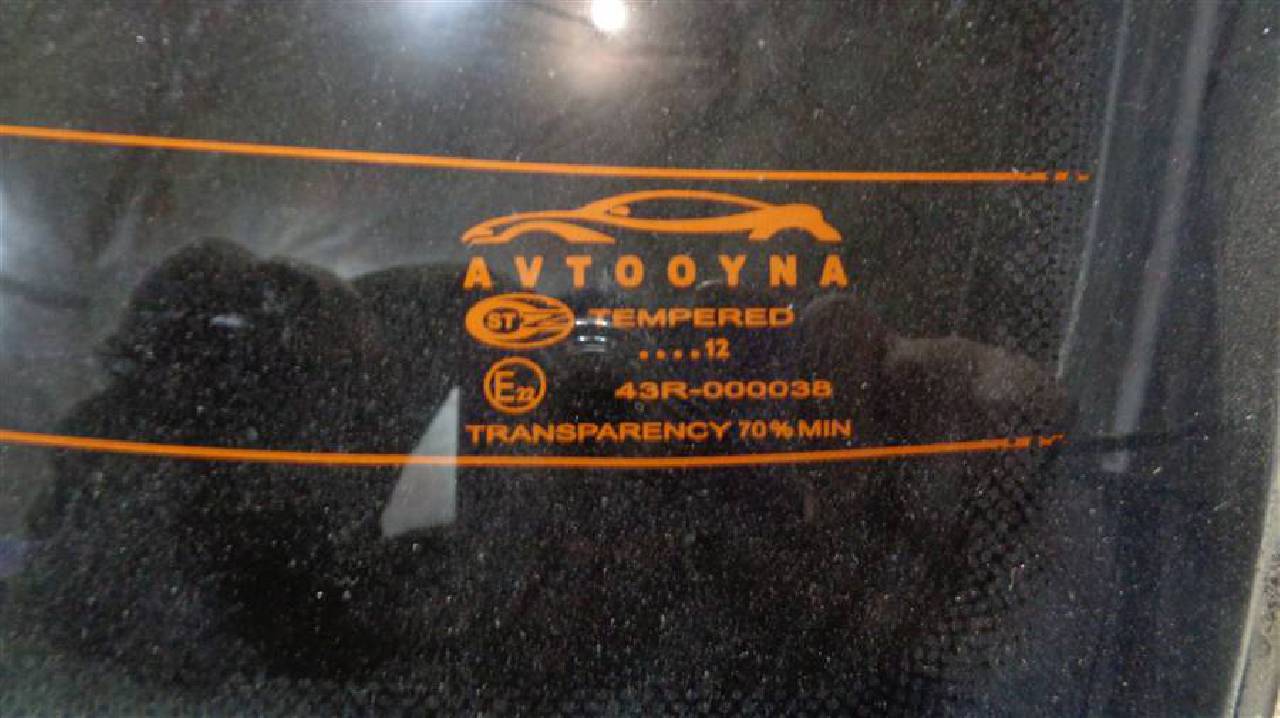 AVTOOYNA
ST TEMPERED
....12
E22 43R-000038
TRANSPARENCY 70% MIN